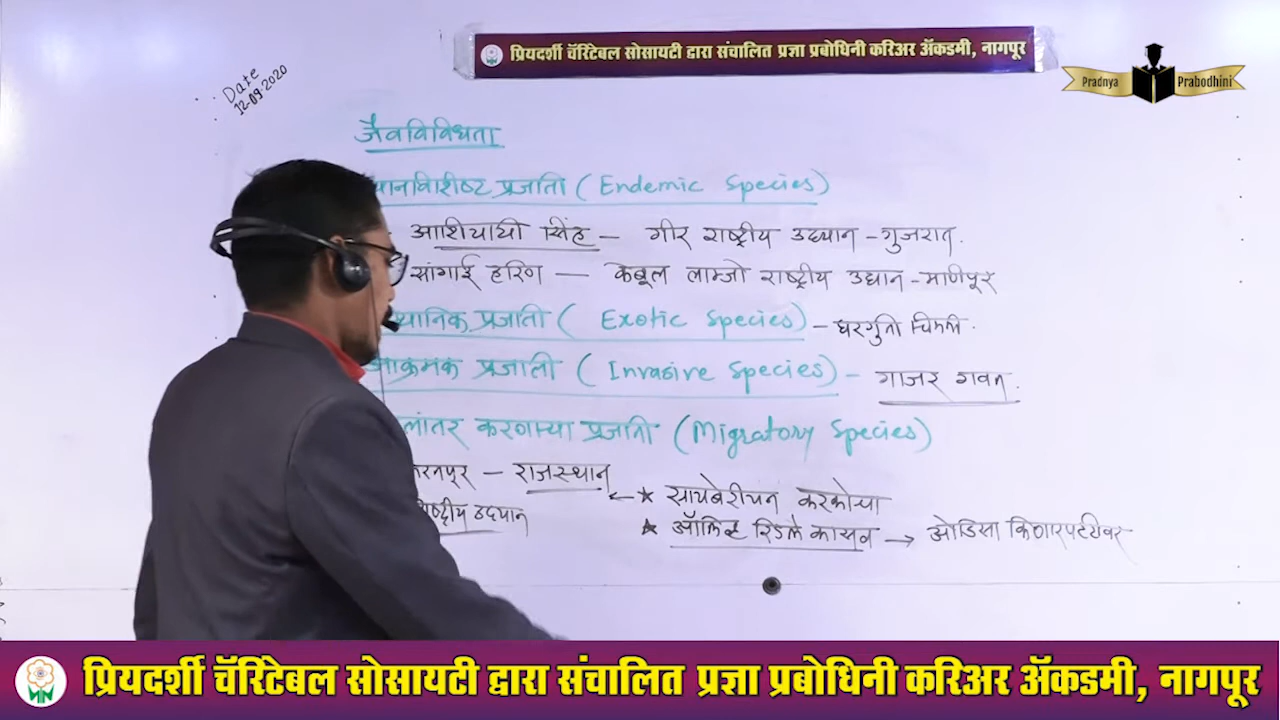 प्रियदर्शी चॅरिटेबल सोसायटी द्वारा संचालित प्रज्ञा प्रबोधिनी करिअर ॲकडमी, नागपूर
Pradnya Prabodhini
Date
12.09.2020
जैवविविधता
प्रजाती (Endemic Species)
आशियायी सिंह – गीर राष्ट्रीय उद्यान - गुजरात.
सांगाई हरिण — केबूल लाम्जो राष्ट्रीय उद्यान - मणीपूर
प्रजाती (Exotic Species) – घरगुती चिमणी.
आक्रमक प्रजाती (Invasive Species) – गाजर गवत.
करणाऱ्या प्रजाती (Migratory Species)
– राजस्थान
उद्यान
← ★ सायबेरीयन करकोचा
★ ऑलिव्ह रिडले कासव → ओडिसा किनारपट्टीवर
प्रियदर्शी चॅरिटेबल सोसायटी द्वारा संचालित प्रज्ञा प्रबोधिनी करिअर ॲकडमी, नागपूर